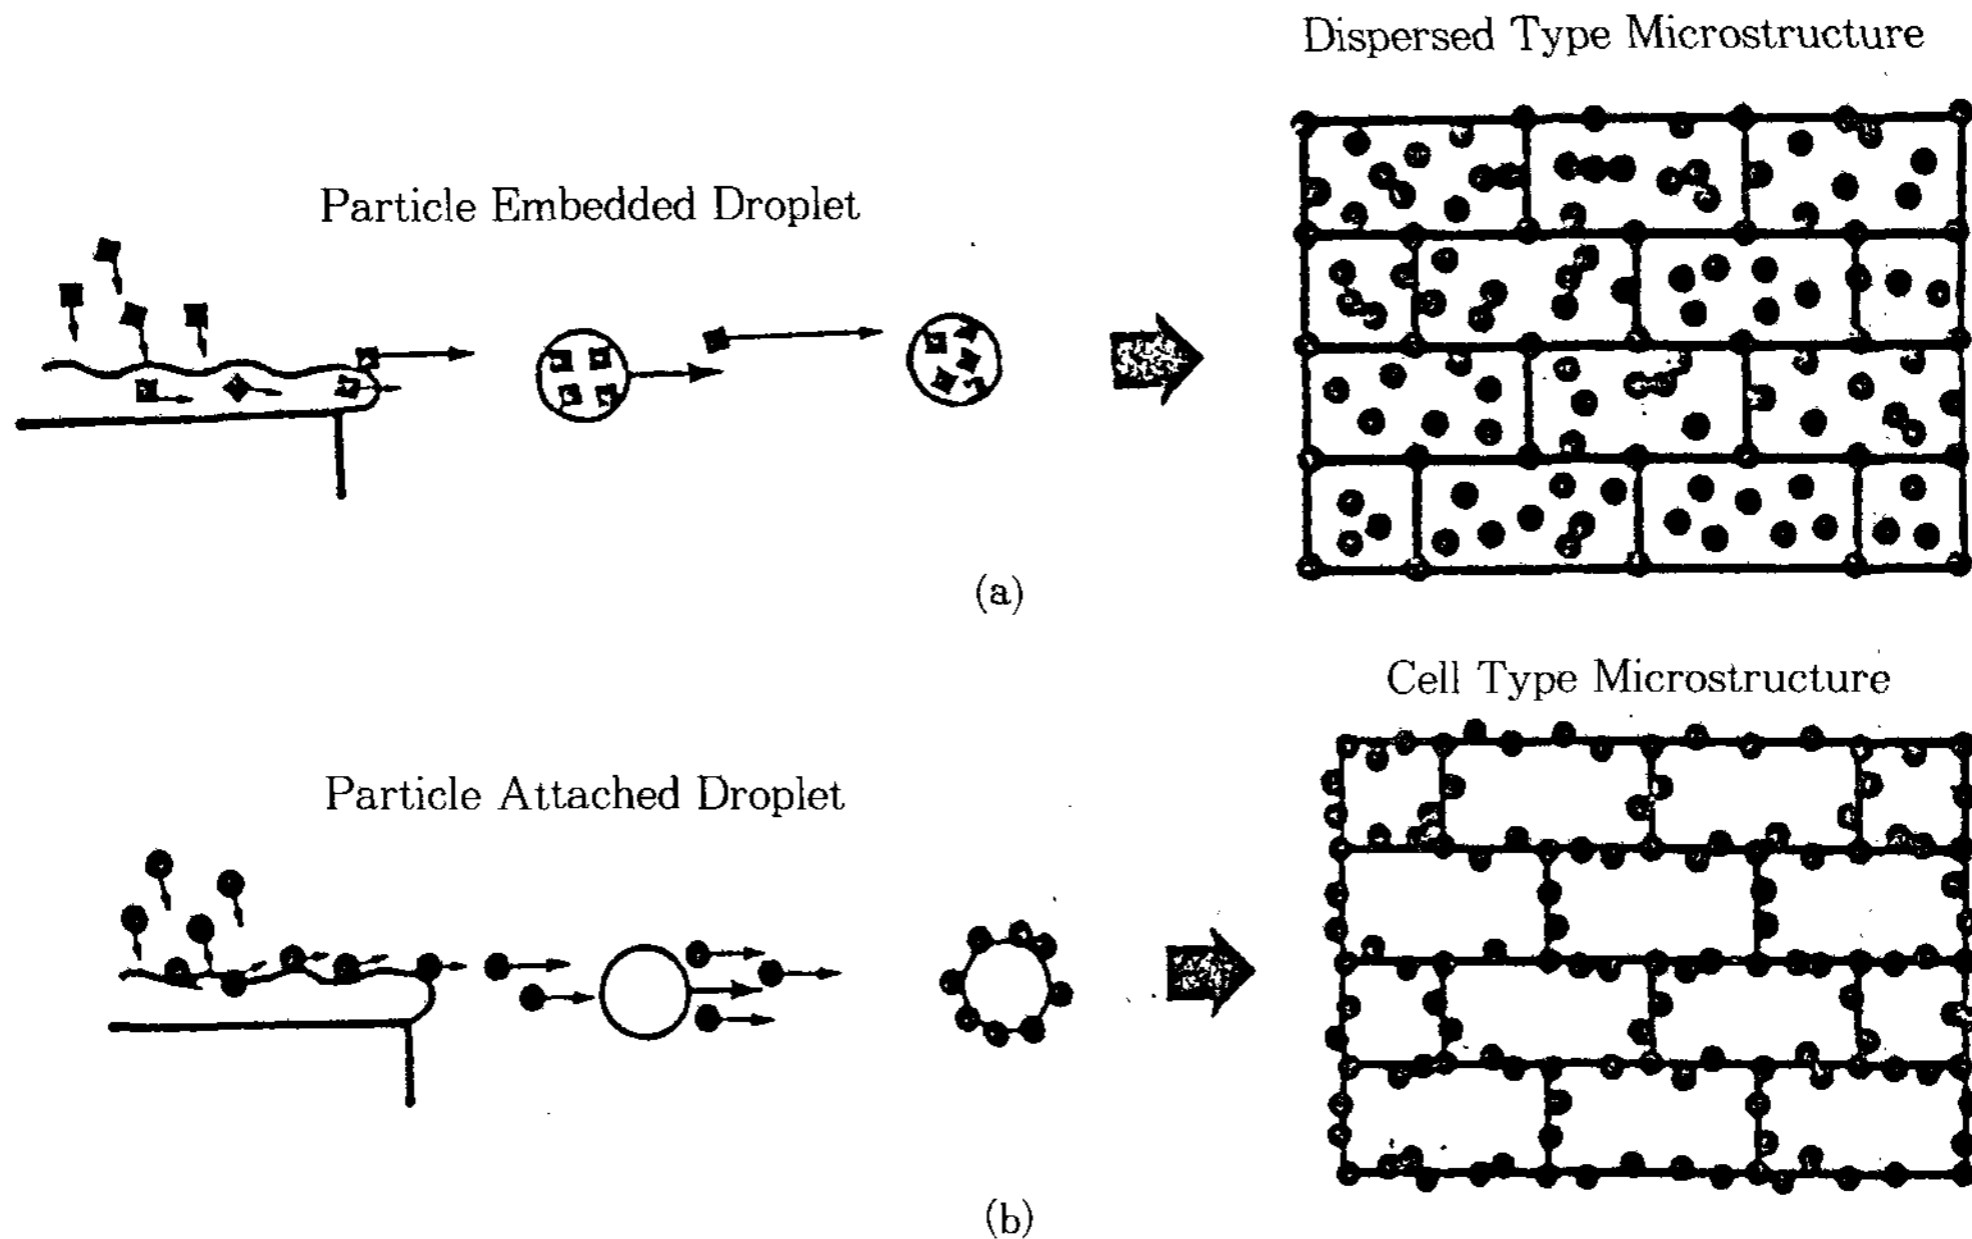 Dispersed Type Microstructure
Particle Embedded Droplet
(a)
Cell Type Microstructure
Particle Attached Droplet
(b)